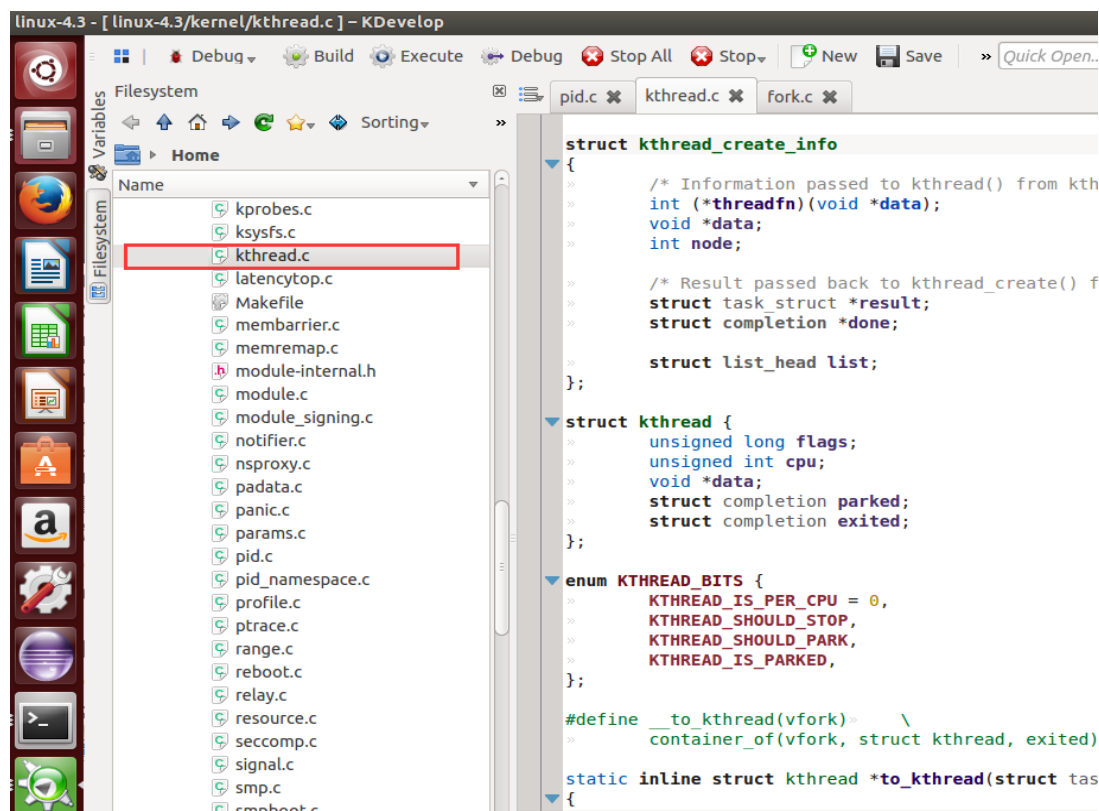 linux-4.3 - [ linux-4.3/kernel/kthread.c ] – KDevelop
Debug Build Execute Debug Stop All Stop New Save » Quick Open..
Variables
Filesystem
Filesystem
pid.c kthread.c fork.c
Sorting »
Home
Name
kprobes.c
ksysfs.c
kthread.c
latencytop.c
Makefile
membarrier.c
memremap.c
module-internal.h
module.c
module_signing.c
notifier.c
nsproxy.c
padata.c
panic.c
params.c
pid.c
pid_namespace.c
profile.c
ptrace.c
range.c
reboot.c
relay.c
resource.c
seccomp.c
signal.c
smp.c
smpboot.c
struct kthread_create_info
{
/* Information passed to kthread() from kth
int (*threadfn)(void *data);
void *data;
int node;
/* Result passed back to kthread_create() f
struct task_struct *result;
struct completion *done;
struct list_head list;
};
struct kthread {
unsigned long flags;
unsigned int cpu;
void *data;
struct completion parked;
struct completion exited;
};
enum KTHREAD_BITS {
KTHREAD_IS_PER_CPU = 0,
KTHREAD_SHOULD_STOP,
KTHREAD_SHOULD_PARK,
KTHREAD_IS_PARKED,
};
#define __to_kthread(vfork) \
container_of(vfork, struct kthread, exited)
static inline struct kthread *to_kthread(struct tas
{